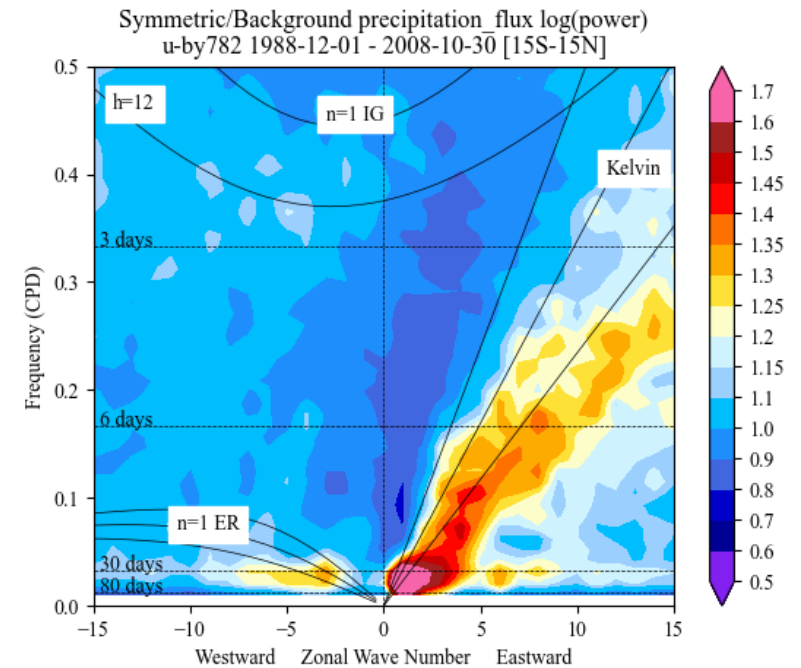 Symmetric/Background precipitation_flux log(power)
u-by782 1988-12-01 - 2008-10-30 [15S-15N]
0.5
0.4
0.3
0.2
0.1
0.0
Frequency (CPD)
h=12
n=1 IG
Kelvin
3 days
6 days
n=1 ER
30 days
80 days
−15
−10
−5
0
5
10
15
Westward Zonal Wave Number Eastward
1.7
1.6
1.5
1.45
1.4
1.35
1.3
1.25
1.2
1.15
1.1
1.0
0.9
0.8
0.7
0.6
0.5